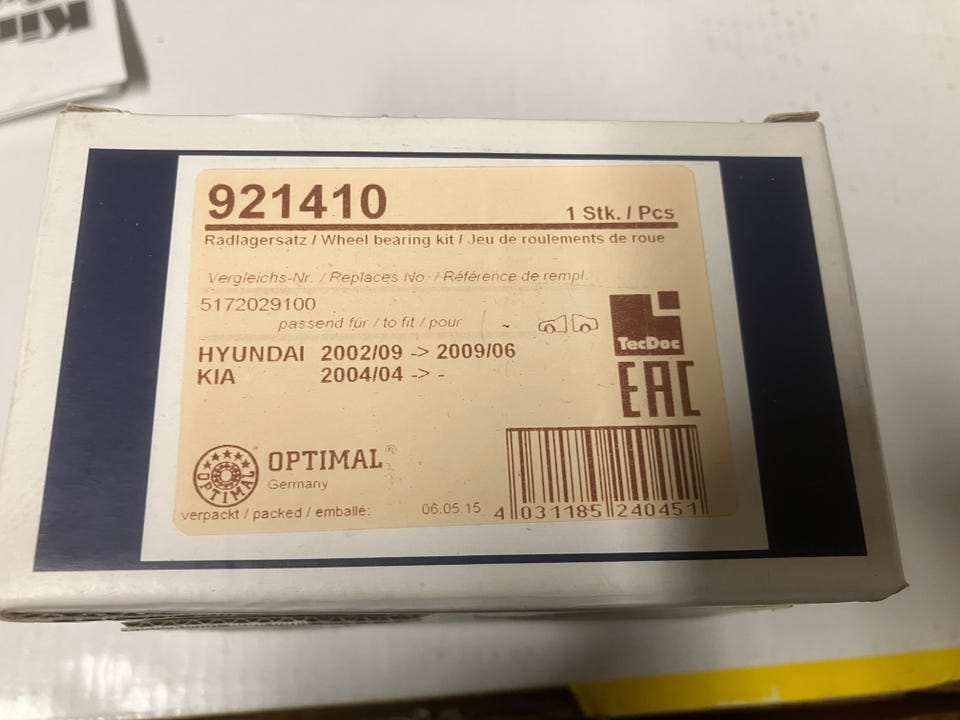 921410
1 Stk. / Pcs
Radlagersatz / Wheel bearing kit / Jeu de roulements de roue
Vergleichs-Nr. / Replaces No. / Référence de rempl.
5172029100
passend für / to fit / pour
HYUNDAI 2002/09 -> 2009/06
KIA 2004/04 -> -
TecDoc
EAC
OPTIMAL
OPTIMAL®
Germany
verpackt / packed / emballé: 06.05.15
4 031185 240451